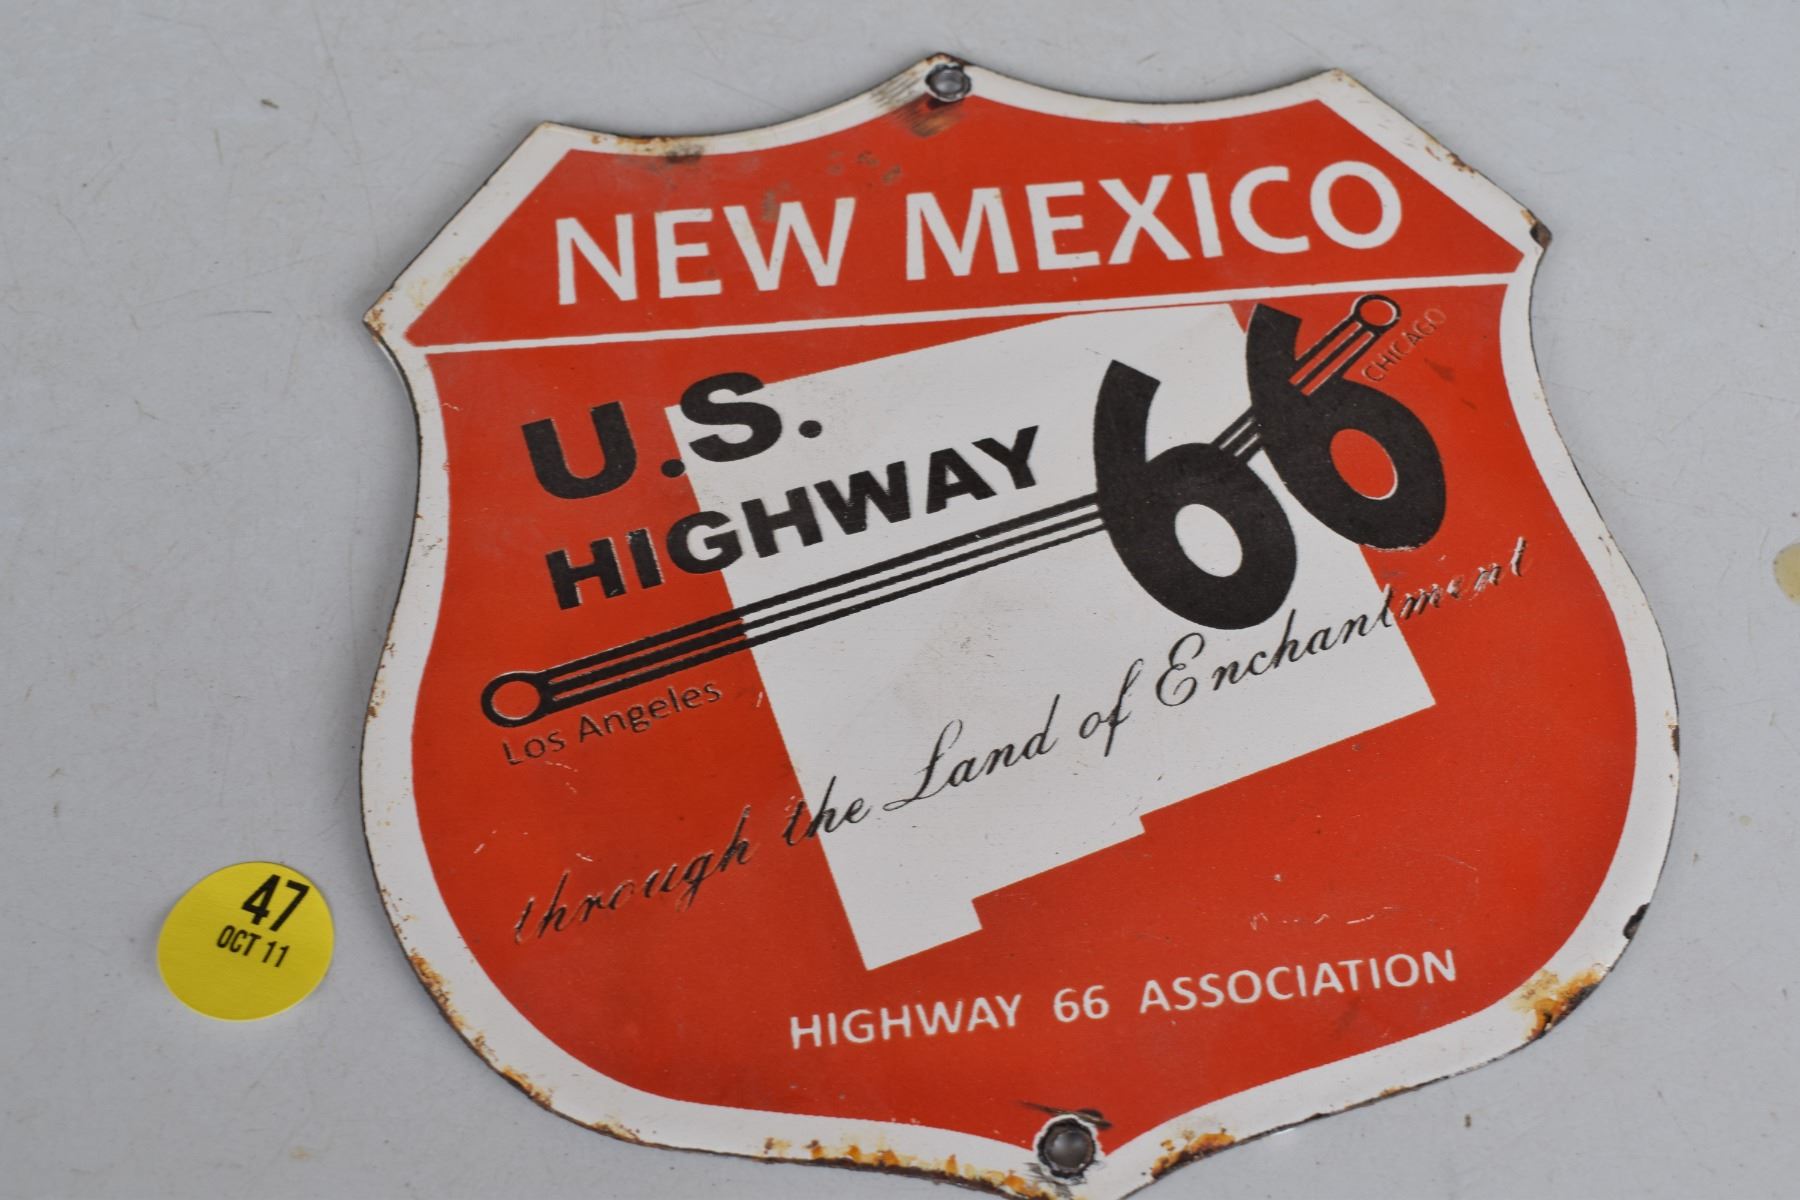 NEW MEXICO
U.S.
HIGHWAY 66
CHICAGO
Los Angeles
through the Land of Enchantment
HIGHWAY 66 ASSOCIATION
47
OCT 11